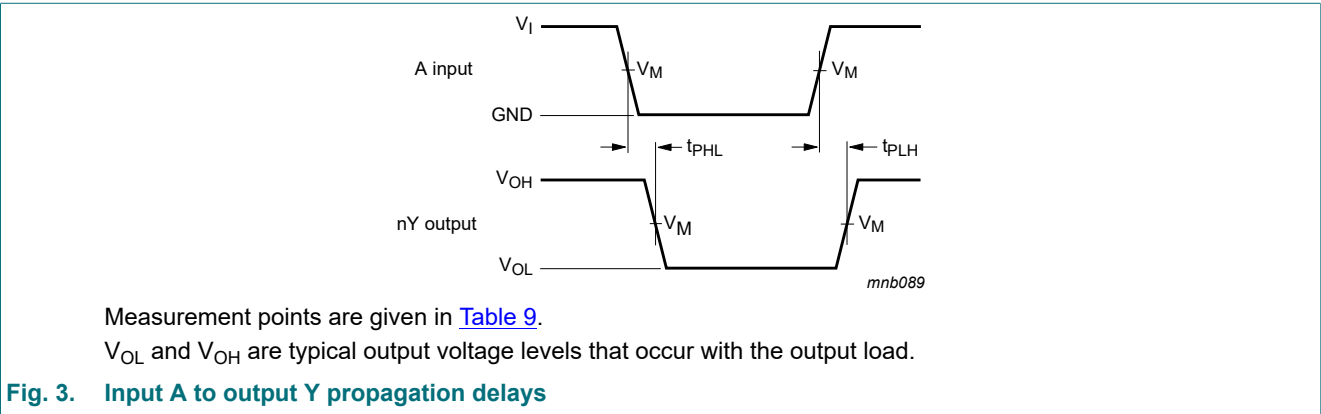 V_I
A input
V_M
V_M
GND
t_PHL
t_PLH
V_OH
nY output
V_M
V_M
V_OL
mnb089
Measurement points are given in Table 9.
V_OL and V_OH are typical output voltage levels that occur with the output load.
Fig. 3. Input A to output Y propagation delays